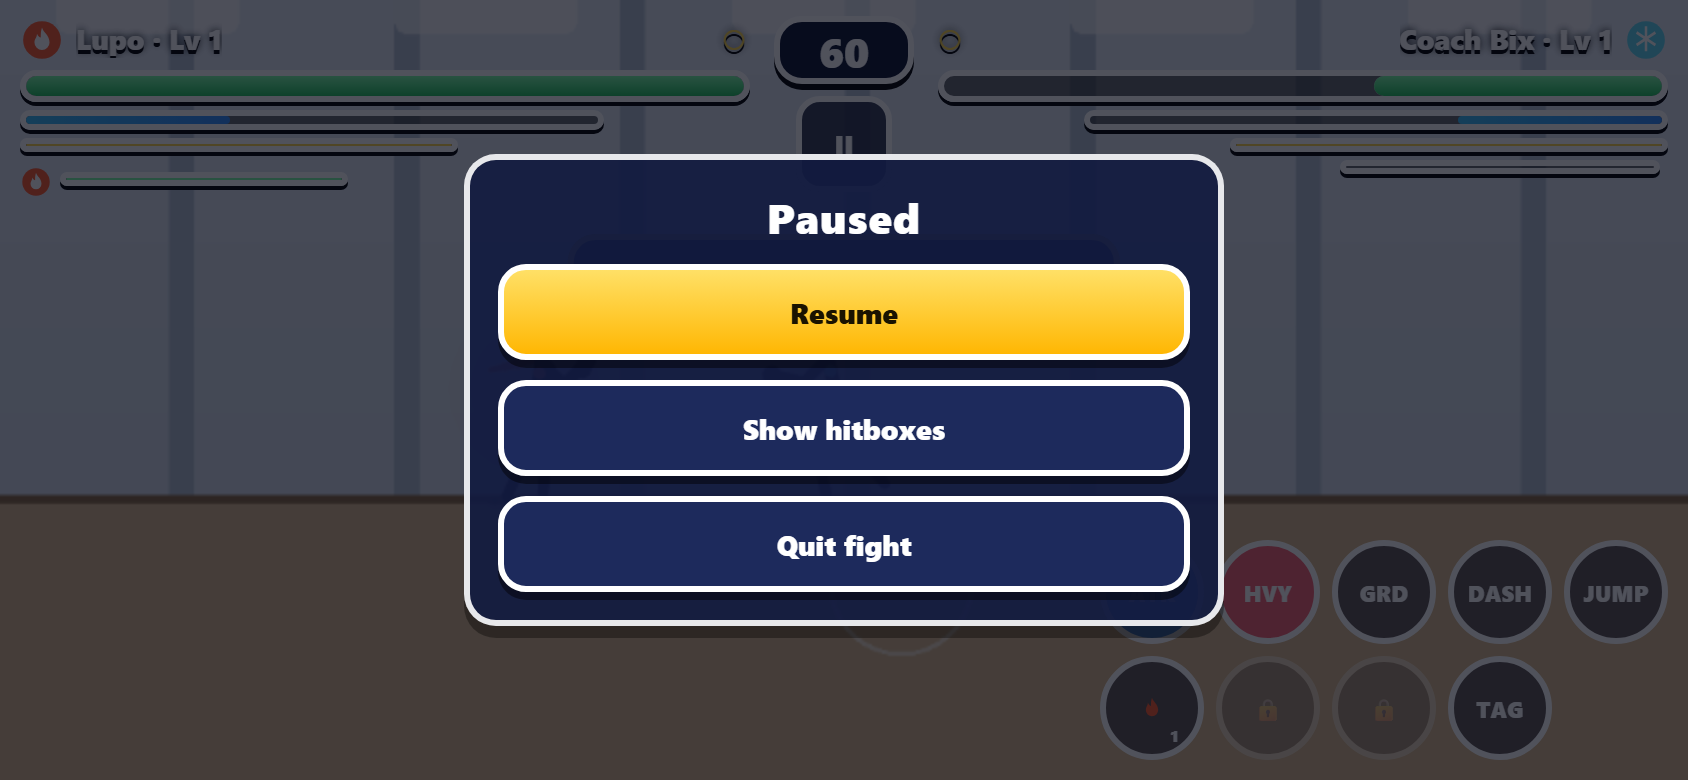 Lupo · Lv 1
60
Coach Bix · Lv 1
Paused
Resume
Show hitboxes
Quit fight
HVY
GRD
DASH
JUMP
1
TAG